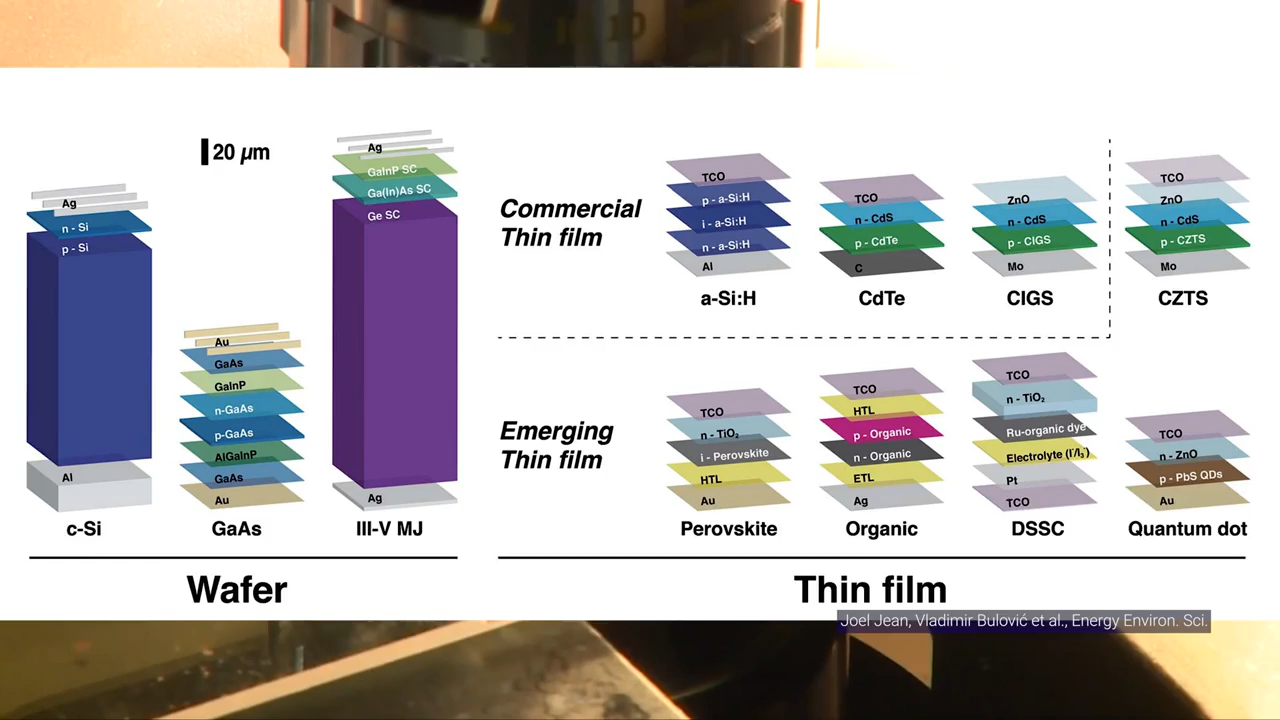 20 µm
Ag
n - Si
p - Si
Al
c-Si
Au
GaAs
GaInP
n-GaAs
p-GaAs
AlGaInP
GaAs
Au
GaAs
Ag
GaInP SC
Ga(In)As SC
Ge SC
Ag
III-V MJ
Wafer
Commercial
Thin film
TCO
p - a-Si:H
i - a-Si:H
n - a-Si:H
Al
a-Si:H
TCO
n - CdS
p - CdTe
C
CdTe
ZnO
n - CdS
p - CIGS
Mo
CIGS
TCO
ZnO
n - CdS
p - CZTS
Mo
CZTS
Emerging
Thin film
TCO
n - TiO₂
i - Perovskite
HTL
Au
Perovskite
TCO
HTL
p - Organic
n - Organic
ETL
Ag
Organic
TCO
n - TiO₂
Ru-organic dye
Electrolyte (I⁻/I₃⁻)
Pt
TCO
DSSC
TCO
n - ZnO
p - PbS QDs
Au
Quantum dot
Thin film
Joel Jean, Vladimir Bulović et al., Energy Environ. Sci.